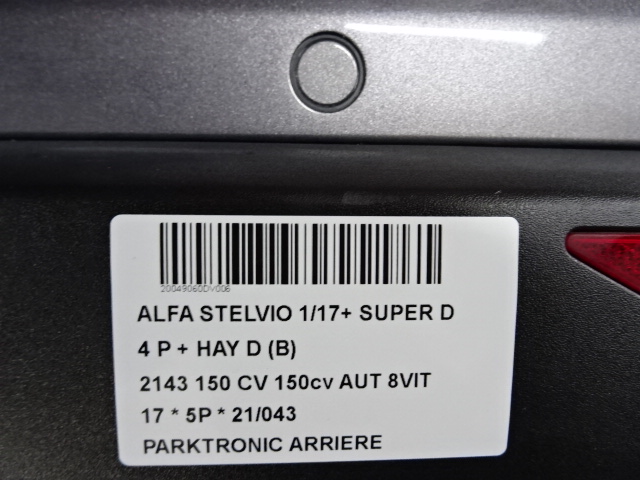 20049060DV006
ALFA STELVIO 1/17+ SUPER D
4 P + HAY D (B)
2143 150 CV 150cv AUT 8VIT
17 * 5P * 21/043
PARKTRONIC ARRIERE